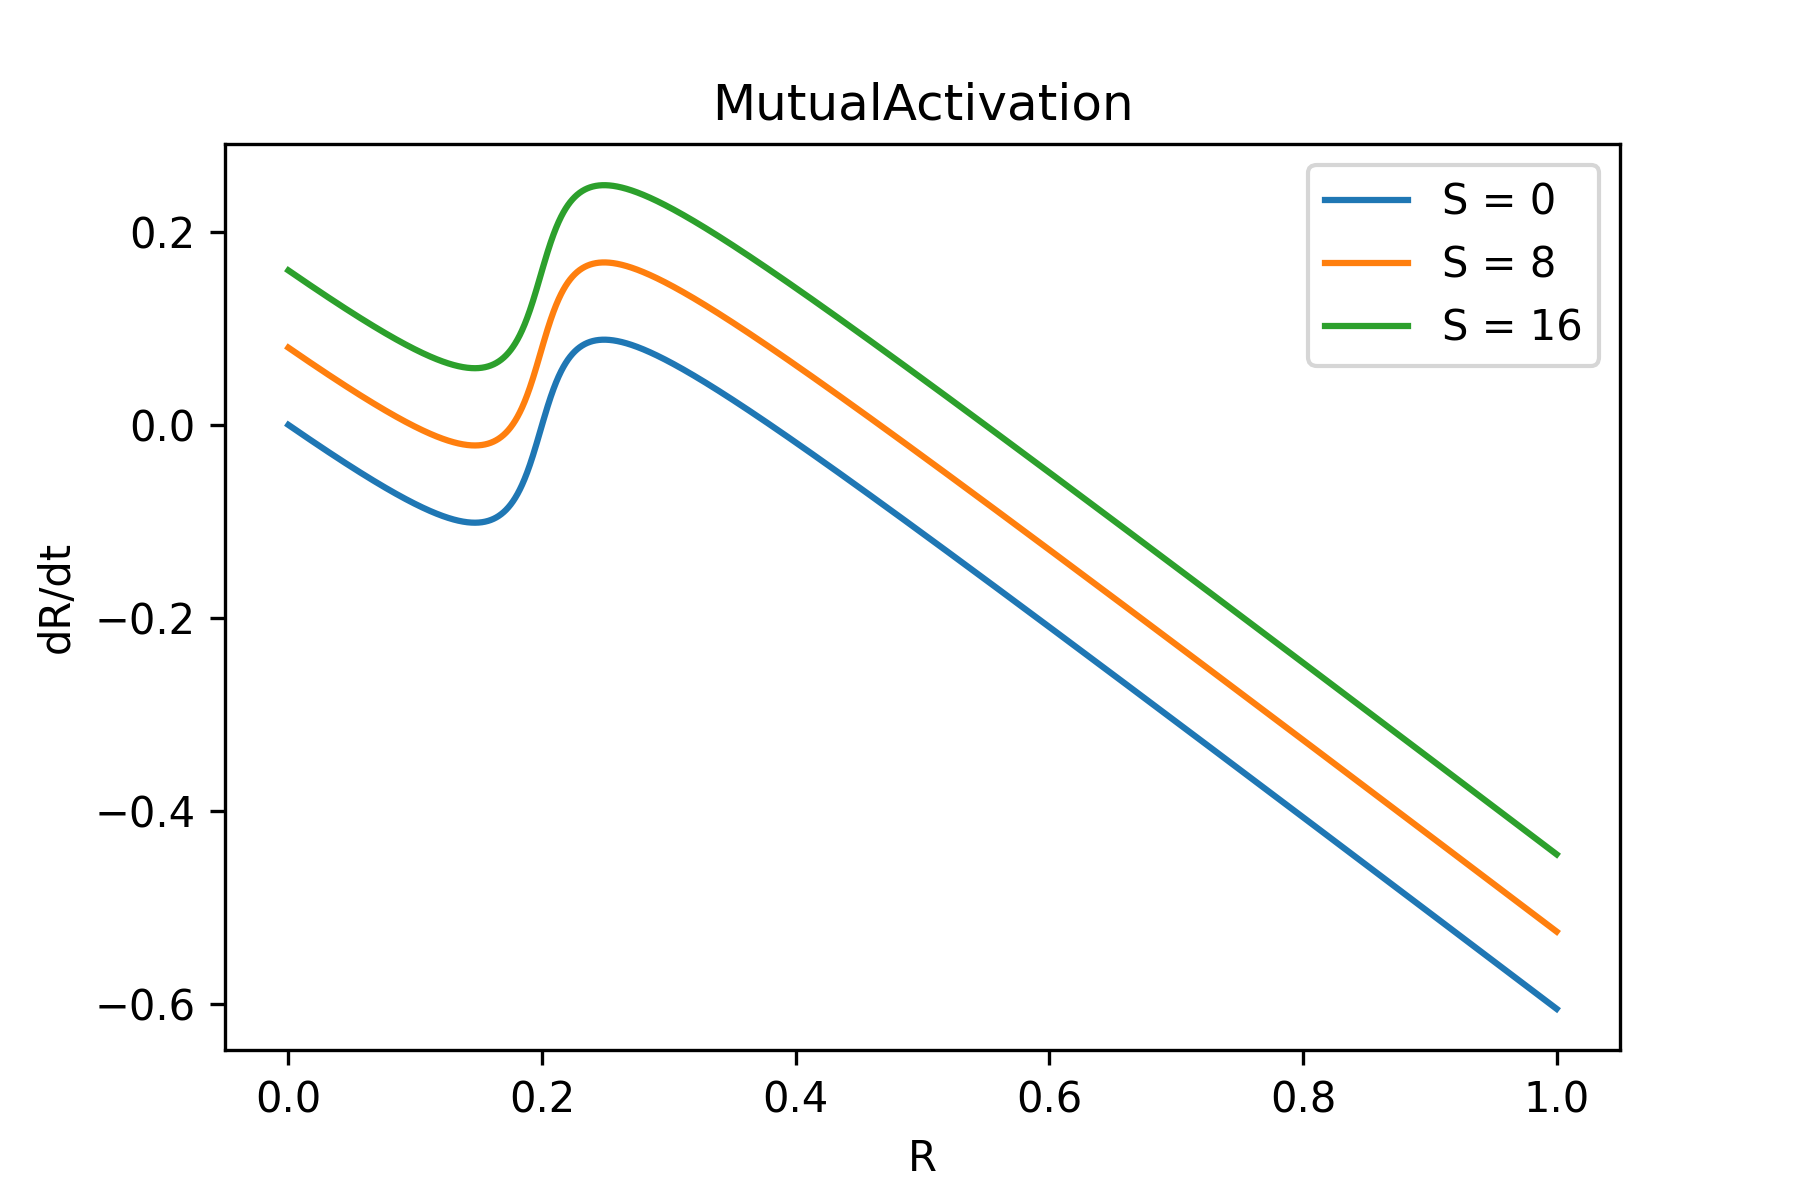 MutualActivation
S = 0
S = 8
S = 16
0.2
0.0
−0.2
−0.4
−0.6
dR/dt
0.0 0.2 0.4 0.6 0.8 1.0
R